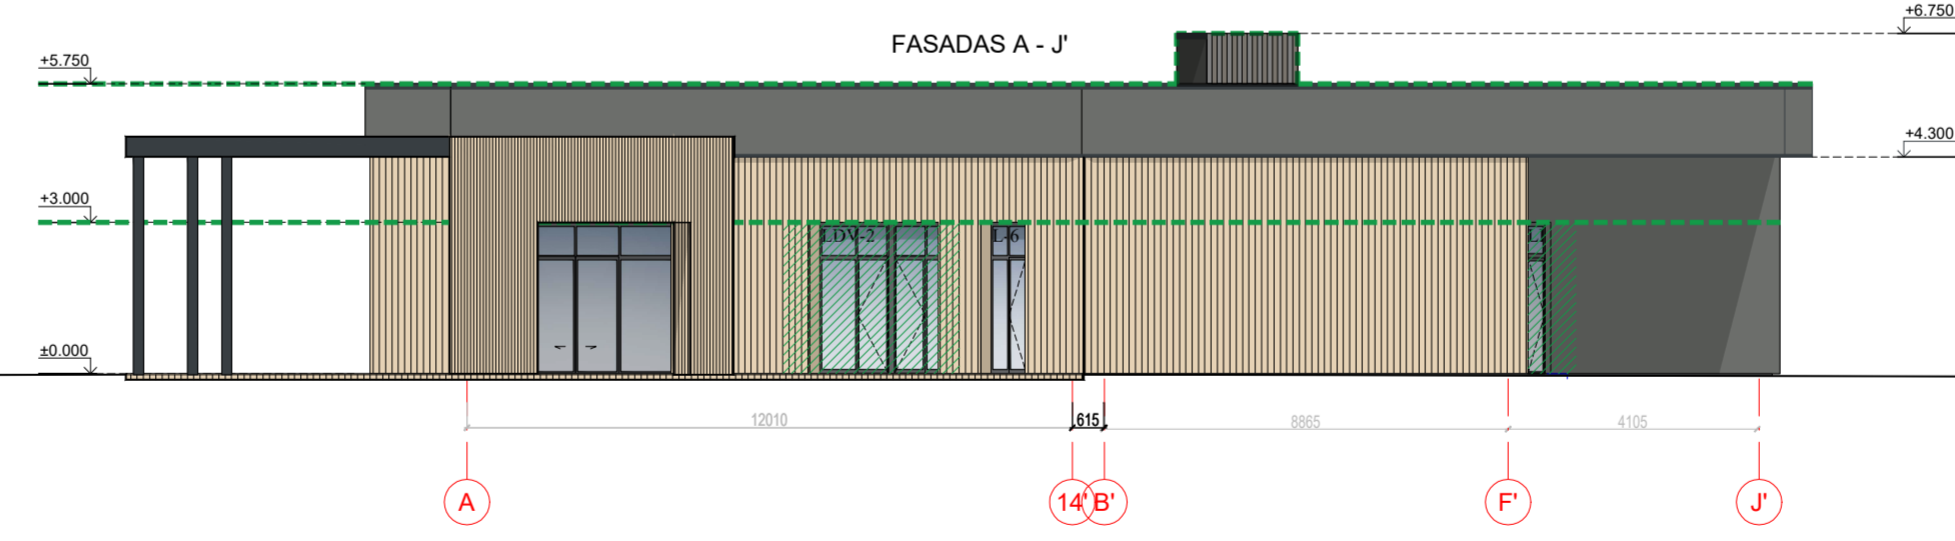 +6.750
FASADAS A - J'
+5.750
+4.300
+3.000
LDV-2
L-6
±0.000
12010
615
8865
4105
A
14'
B'
F'
J'